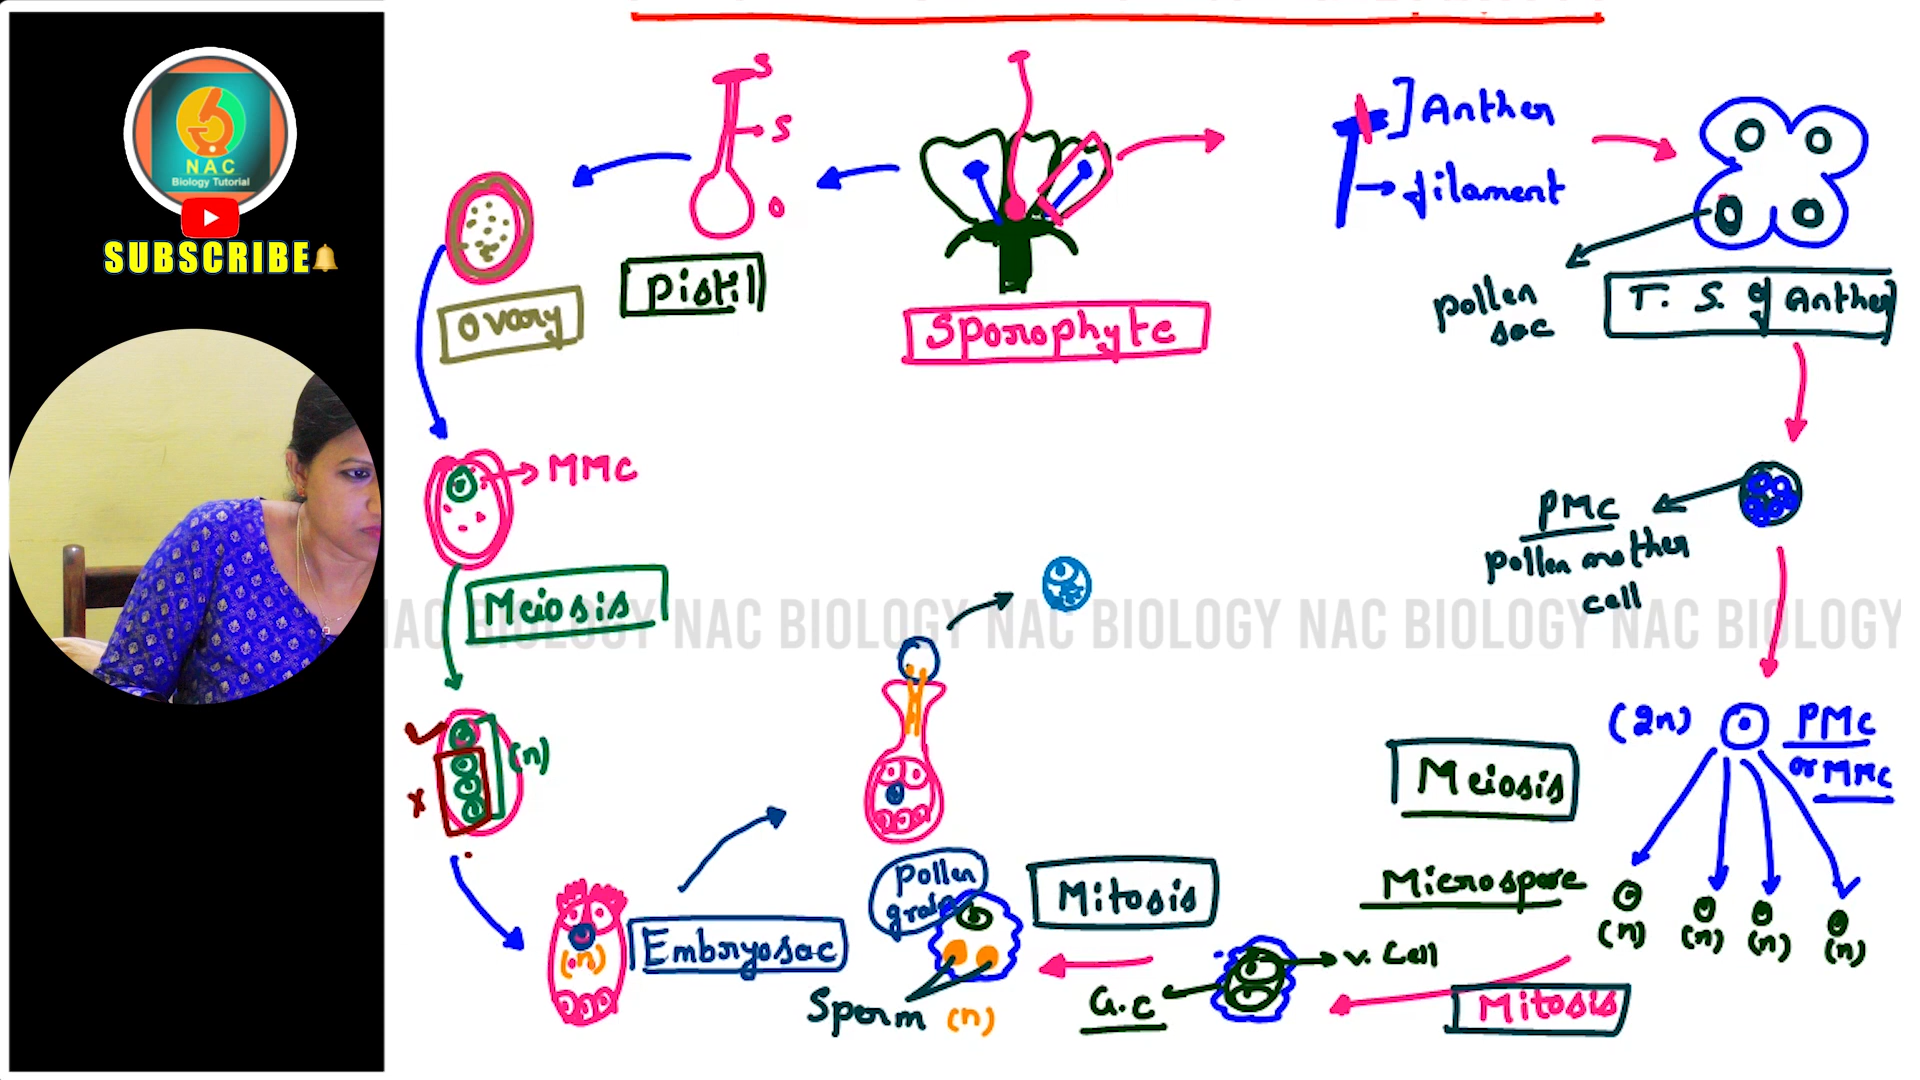 NAC
Biology Tutorial
SUBSCRIBE
S
S
O
Pistil
Ovary
Sporophyte
Anther
filament
pollen
sac
T. S. of Anther
MMC
Meiosis
(n)
PMC
pollen mother
cell
NAC BIOLOGY NAC BIOLOGY NAC BIOLOGY NAC BIOLOGY NAC BIOLOGY
(2n)
PMC
or MMC
Meiosis
Microspore
(n)
(n)
(n)
(n)
Mitosis
v. Cell
G.C
Mitosis
Pollen
grain
Sperm (n)
Embryosac
(n)